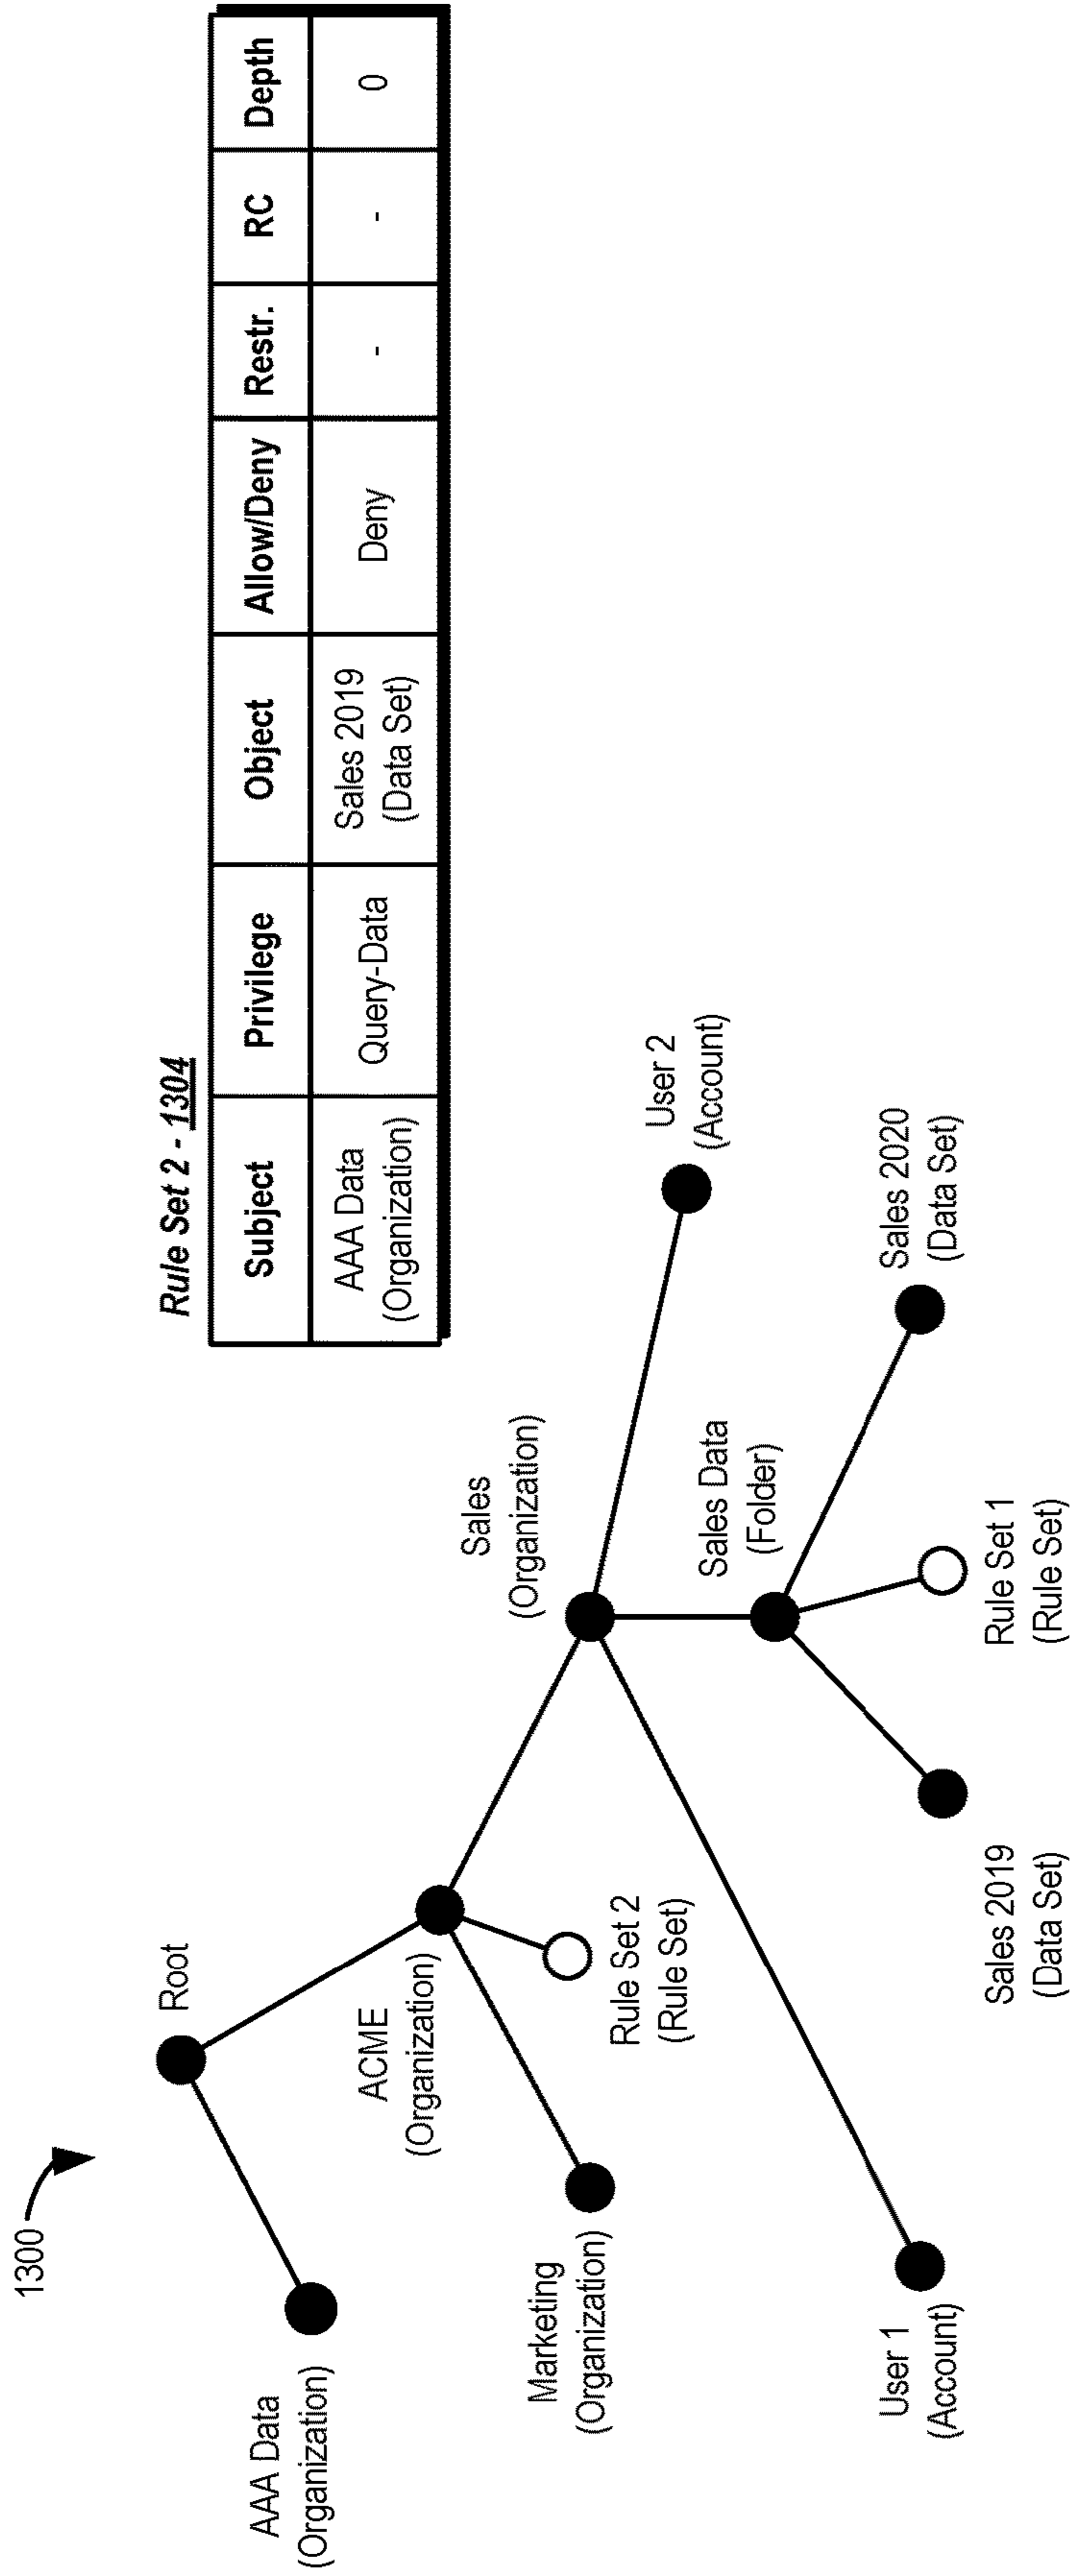 1300
Root
AAA Data
(Organization)
ACME
(Organization)
Marketing
(Organization)
Rule Set 2
(Rule Set)
Sales
(Organization)
User 1
(Account)
User 2
(Account)
Sales Data
(Folder)
Sales 2019
(Data Set)
Rule Set 1
(Rule Set)
Sales 2020
(Data Set)
Rule Set 2 - 1304
Subject Privilege Object Allow/Deny Restr. RC Depth
AAA Data
(Organization) Query-Data Sales 2019
(Data Set) Deny - - 0